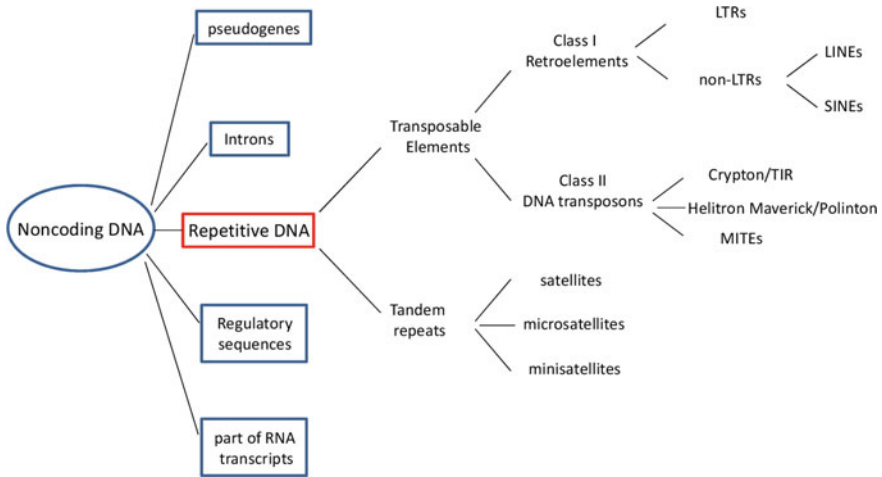 pseudogenes
Introns
Noncoding DNA
Repetitive DNA
Regulatory
sequences
part of RNA
transcripts
Transposable
Elements
Tandem
repeats
Class I
Retroelements
Class II
DNA transposons
LTRs
non-LTRs
LINEs
SINEs
Crypton/TIR
Helitron Maverick/Polinton
MITEs
satellites
microsatellites
minisatellites